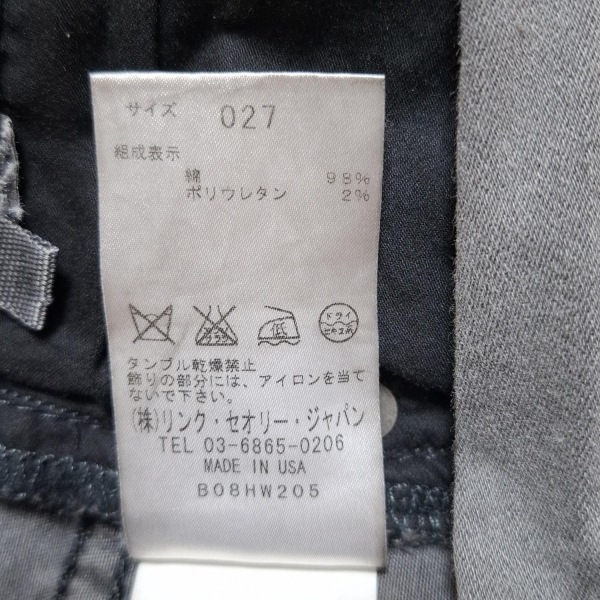 サイズ 027
組成表示
綿 98%
ポリウレタン 2%
低 ドライ
タンブル乾燥禁止
飾りの部分には、アイロンを当て
ないで下さい。
(株)リンク・セオリー・ジャパン
TEL 03-6865-0206
MADE IN USA
B08HW205